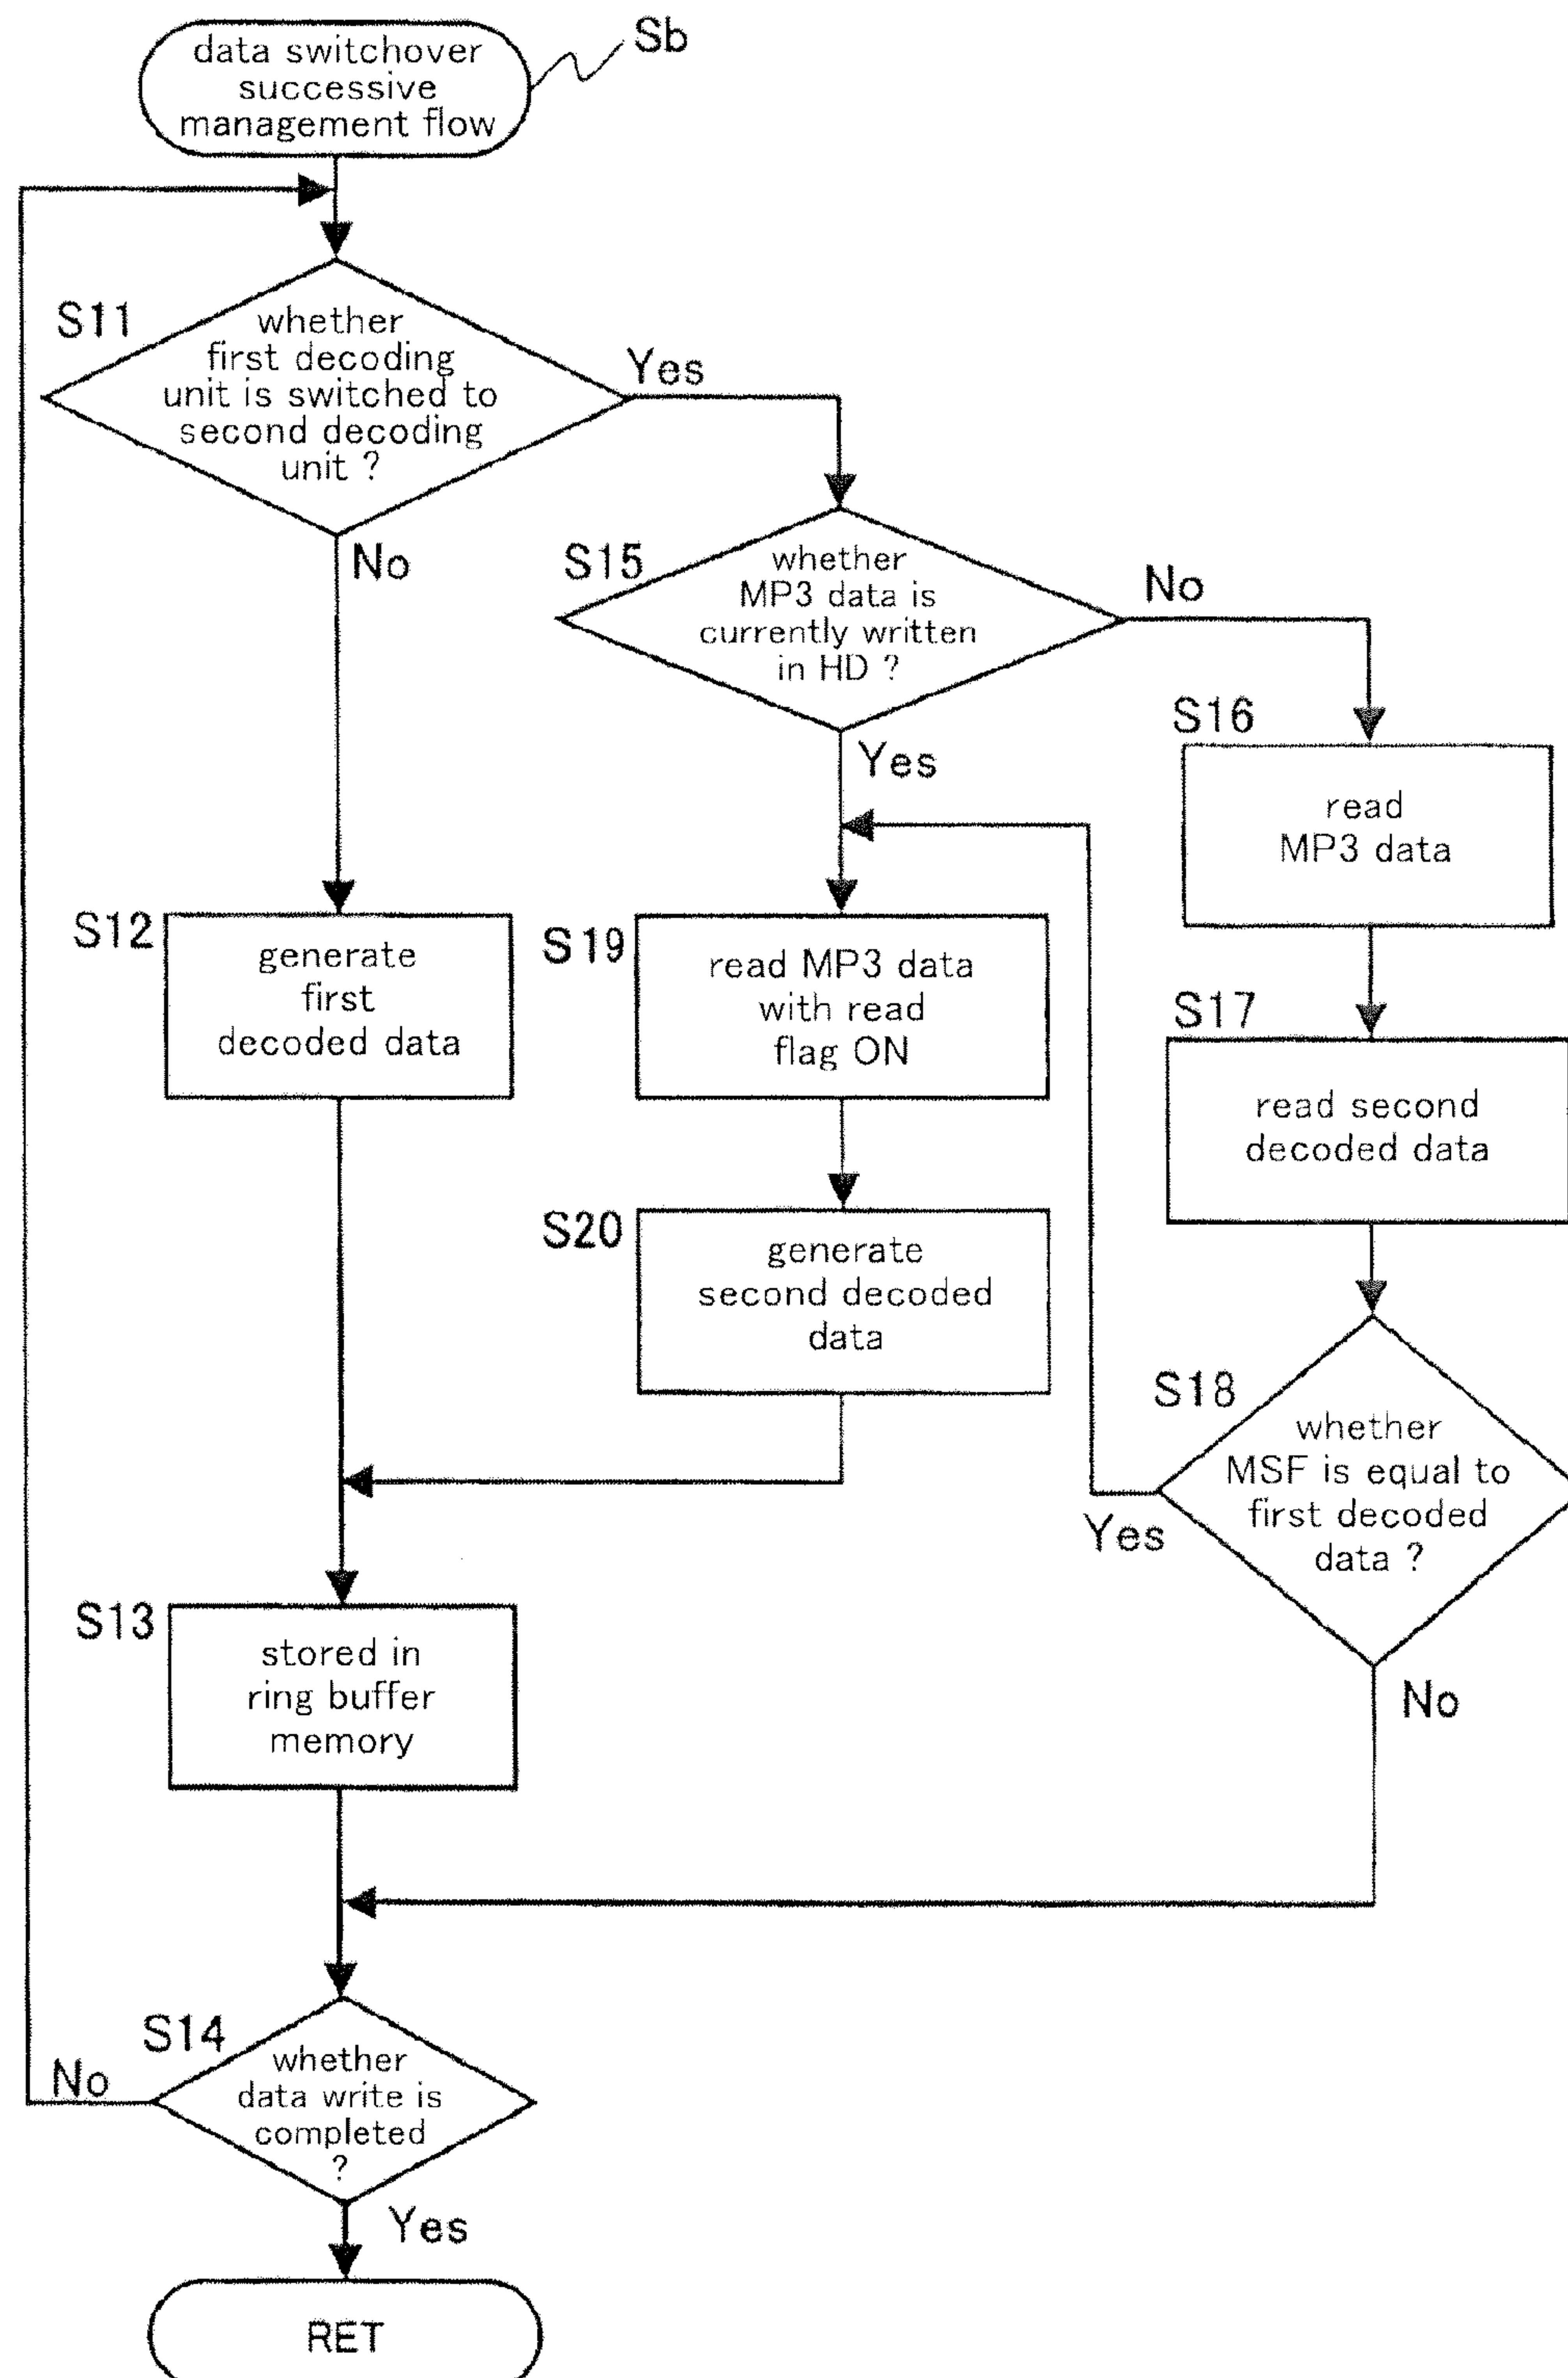 data switchover
successive
management flow
Sb
S11
whether
first decoding
unit is switched to
second decoding
unit ?
Yes
No
S15
whether
MP3 data is
currently written
in HD ?
No
Yes
S16
read
MP3 data
S12
generate
first
decoded data
S19
read MP3 data
with read
flag ON
S17
read second
decoded data
S20
generate
second decoded
data
S18
whether
MSF is equal to
first decoded
data ?
Yes
No
S13
stored in
ring buffer
memory
S14
whether
data write is
completed
?
No
Yes
RET